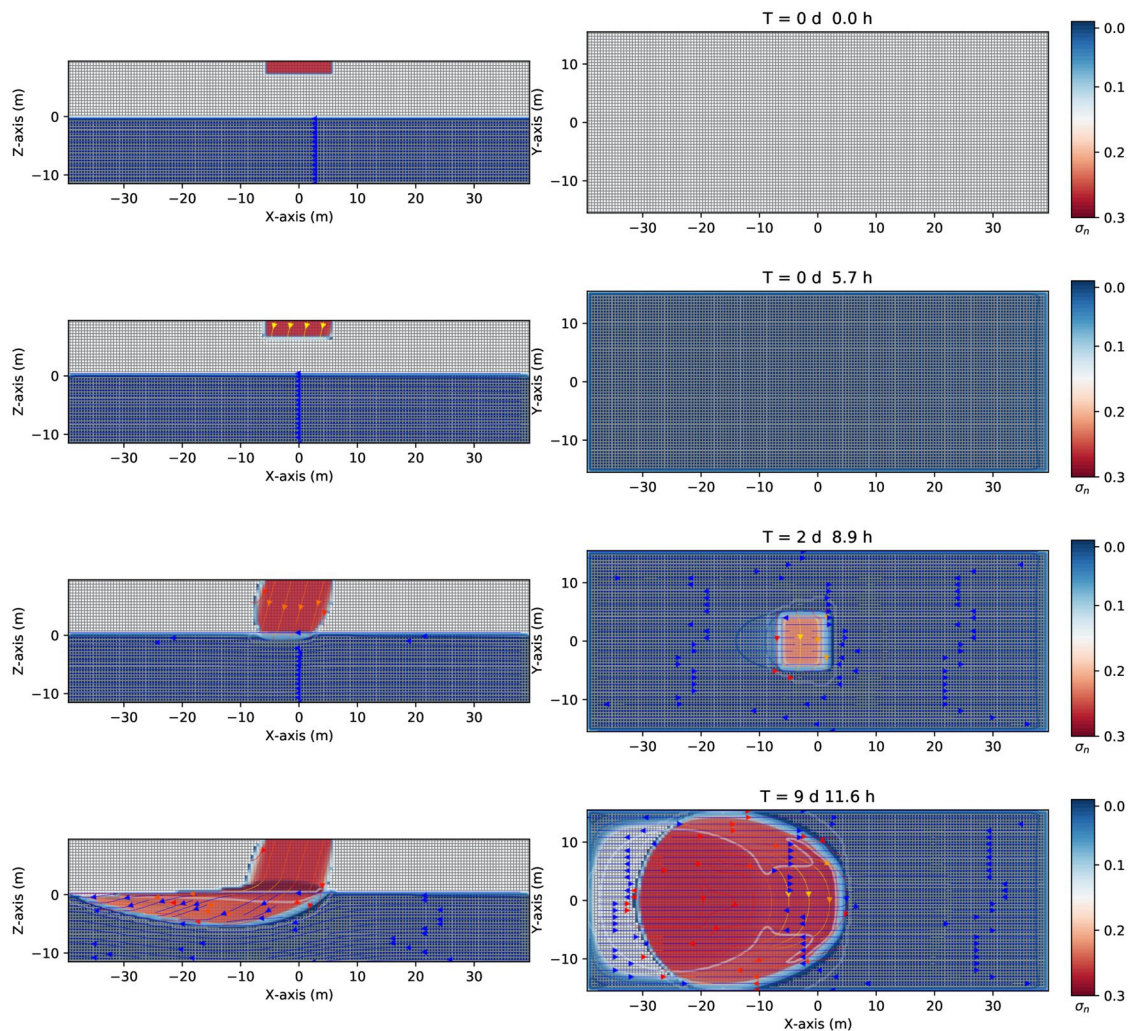 T = 0 d  0.0 h
Z-axis (m)
0
−10
−30 −20 −10 0 10 20 30
X-axis (m)
Y-axis (m)
10
0
−10
−30 −20 −10 0 10 20 30
0.0
0.1
0.2
0.3
σn
T = 0 d  5.7 h
Z-axis (m)
0
−10
−30 −20 −10 0 10 20 30
X-axis (m)
Y-axis (m)
10
0
−10
−30 −20 −10 0 10 20 30
0.0
0.1
0.2
0.3
σn
T = 2 d  8.9 h
Z-axis (m)
0
−10
−30 −20 −10 0 10 20 30
X-axis (m)
Y-axis (m)
10
0
−10
−30 −20 −10 0 10 20 30
0.0
0.1
0.2
0.3
σn
T = 9 d 11.6 h
Z-axis (m)
0
−10
−30 −20 −10 0 10 20 30
X-axis (m)
Y-axis (m)
10
0
−10
−30 −20 −10 0 10 20 30
X-axis (m)
0.0
0.1
0.2
0.3
σn